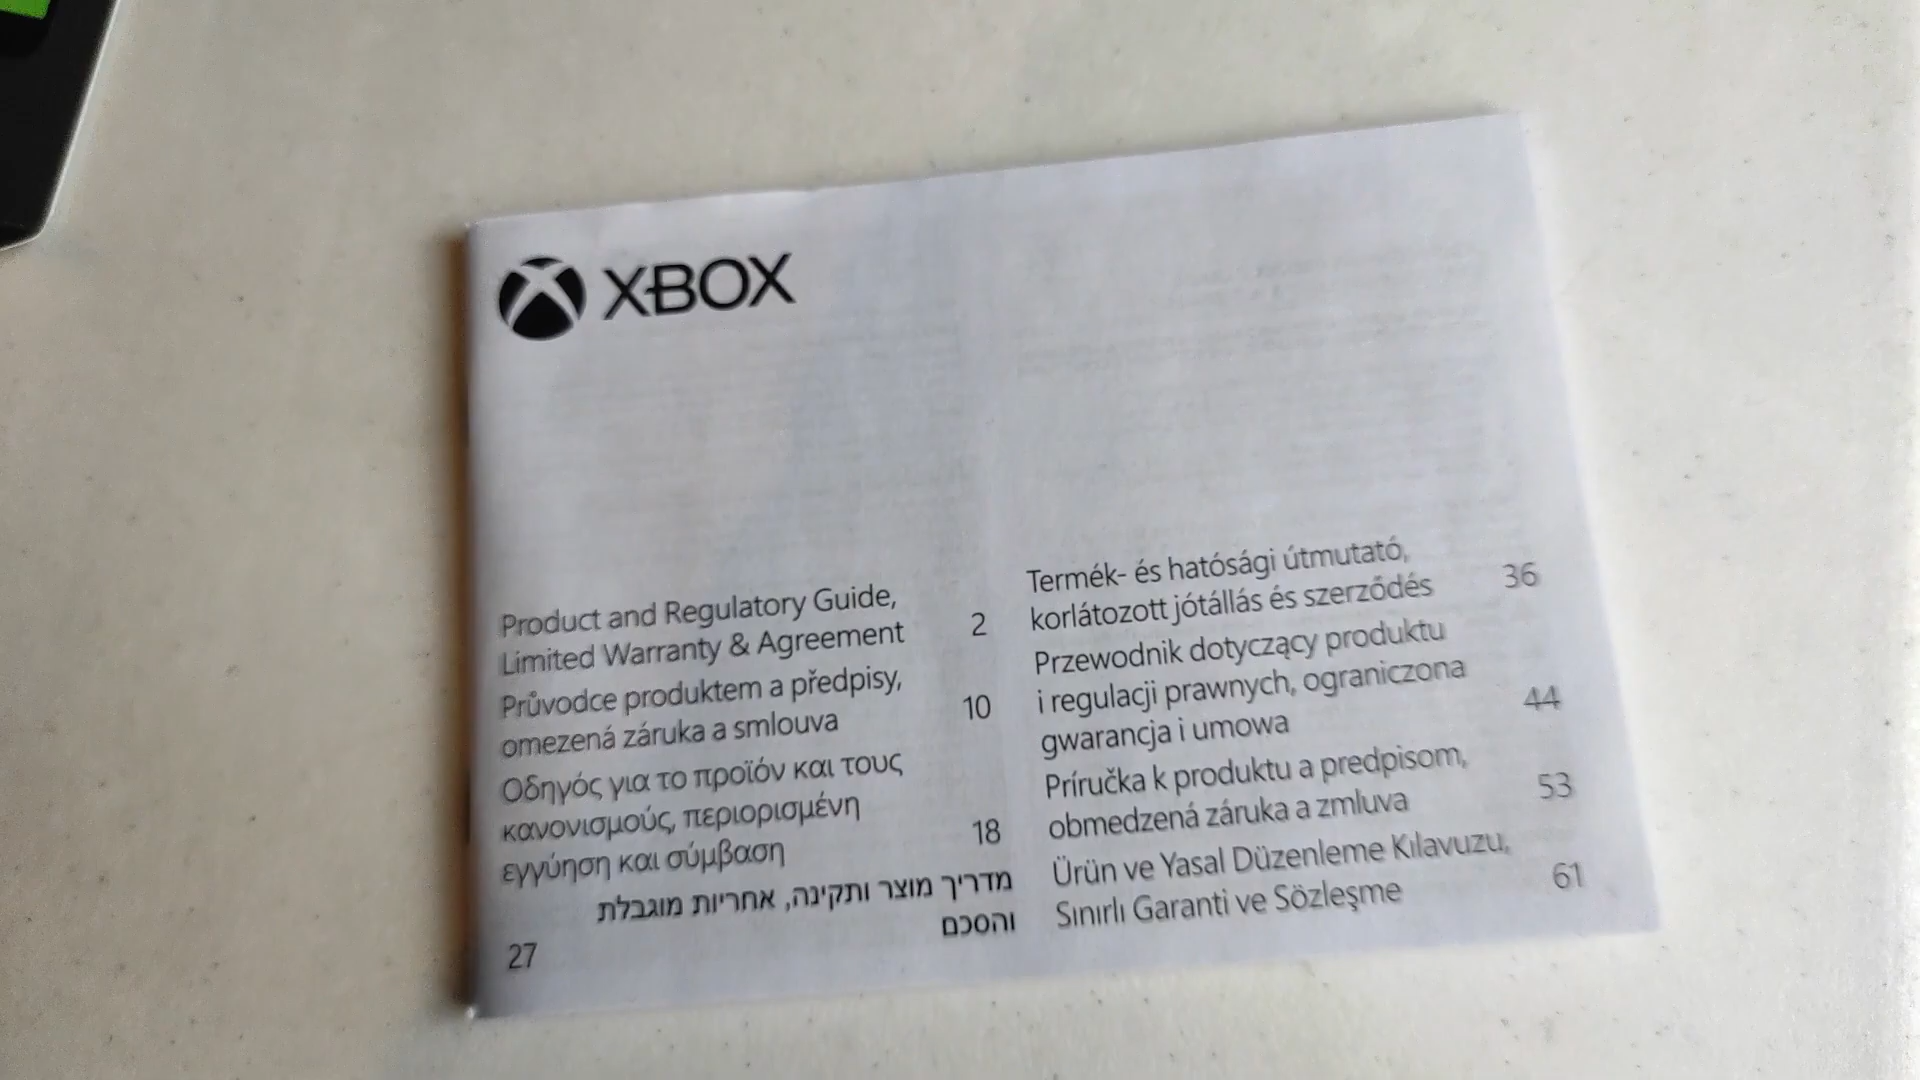 XBOX
Product and Regulatory Guide,
Limited Warranty & Agreement 2
Průvodce produktem a předpisy,
omezená záruka a smlouva 10
Οδηγός για το προϊόν και τους
κανονισμούς, περιορισμένη
εγγύηση και σύμβαση 18
מדריך מוצר ותקינה, אחריות מוגבלת
והסכם
27
Termék- és hatósági útmutató,
korlátozott jótállás és szerződés 36
Przewodnik dotyczący produktu
i regulacji prawnych, ograniczona
gwarancja i umowa 44
Príručka k produktu a predpisom,
obmedzená záruka a zmluva 53
Ürün ve Yasal Düzenleme Kılavuzu,
Sınırlı Garanti ve Sözleşme 61